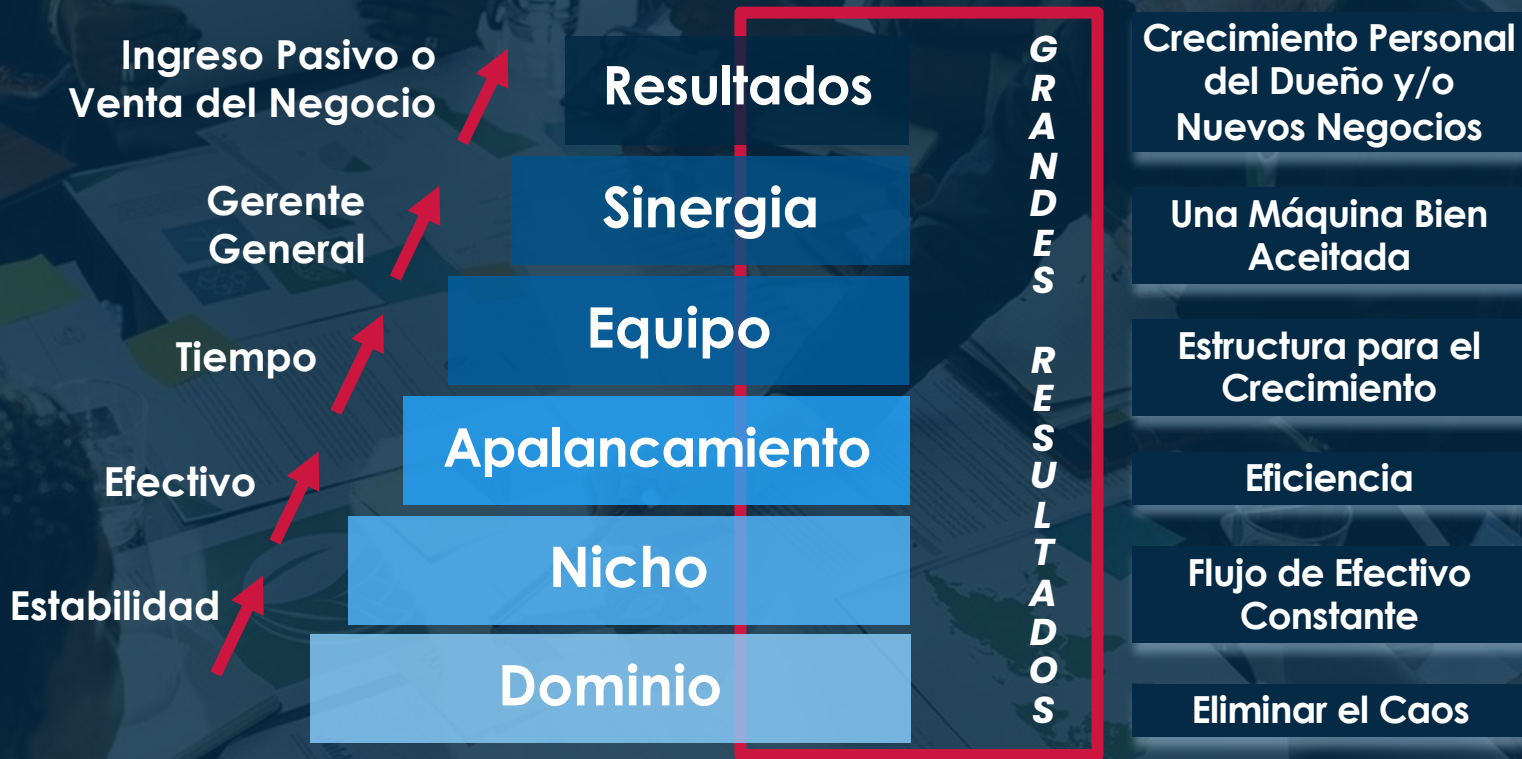 Ingreso Pasivo o
Venta del Negocio
Resultados
Crecimiento Personal
del Dueño y/o
Nuevos Negocios
Gerente
General
Sinergia
Una Máquina Bien
Aceitada
Tiempo
Equipo
Estructura para el
Crecimiento
Efectivo
Apalancamiento
Eficiencia
Estabilidad
Nicho
Flujo de Efectivo
Constante
Dominio
Eliminar el Caos
GRANDES RESULTADOS